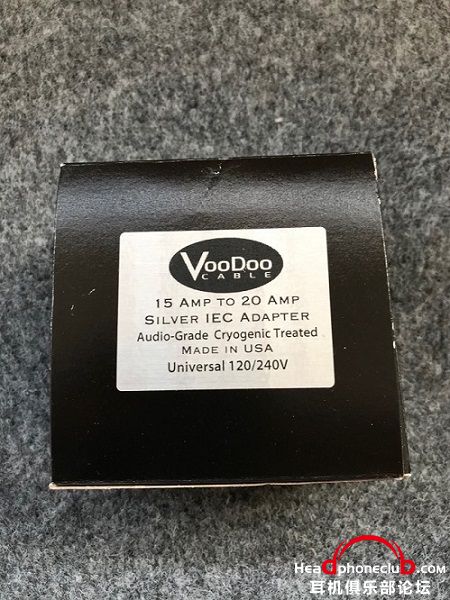 VooDoo
CABLE
15 AMP TO 20 AMP
SILVER IEC ADAPTER
Audio-Grade Cryogenic Treated
MADE IN USA
Universal 120/240V
Headphoneclub.com
耳机俱乐部论坛